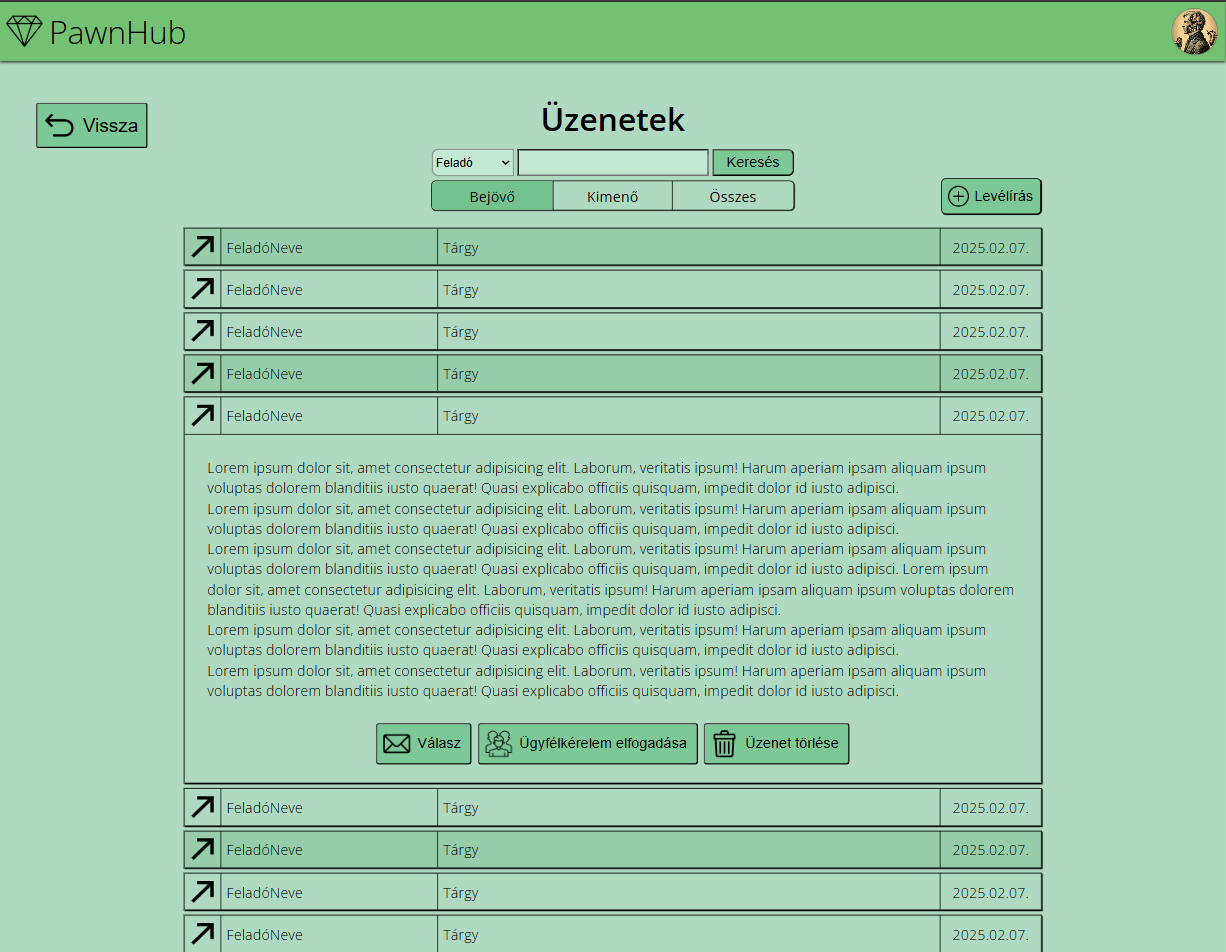 PawnHub
Vissza
Üzenetek
Feladó
Keresés
Bejövő Kimenő Összes
Levélírás
FeladóNeve Tárgy 2025.02.07.
FeladóNeve Tárgy 2025.02.07.
FeladóNeve Tárgy 2025.02.07.
FeladóNeve Tárgy 2025.02.07.
FeladóNeve Tárgy 2025.02.07.
Lorem ipsum dolor sit, amet consectetur adipisicing elit. Laborum, veritatis ipsum! Harum aperiam ipsam aliquam ipsum
voluptas dolorem blanditiis iusto quaerat! Quasi explicabo officiis quisquam, impedit dolor id iusto adipisci.
Lorem ipsum dolor sit, amet consectetur adipisicing elit. Laborum, veritatis ipsum! Harum aperiam ipsam aliquam ipsum
voluptas dolorem blanditiis iusto quaerat! Quasi explicabo officiis quisquam, impedit dolor id iusto adipisci.
Lorem ipsum dolor sit, amet consectetur adipisicing elit. Laborum, veritatis ipsum! Harum aperiam ipsam aliquam ipsum
voluptas dolorem blanditiis iusto quaerat! Quasi explicabo officiis quisquam, impedit dolor id iusto adipisci. Lorem ipsum
dolor sit, amet consectetur adipisicing elit. Laborum, veritatis ipsum! Harum aperiam ipsam aliquam ipsum voluptas dolorem
blanditiis iusto quaerat! Quasi explicabo officiis quisquam, impedit dolor id iusto adipisci.
Lorem ipsum dolor sit, amet consectetur adipisicing elit. Laborum, veritatis ipsum! Harum aperiam ipsam aliquam ipsum
voluptas dolorem blanditiis iusto quaerat! Quasi explicabo officiis quisquam, impedit dolor id iusto adipisci.
Lorem ipsum dolor sit, amet consectetur adipisicing elit. Laborum, veritatis ipsum! Harum aperiam ipsam aliquam ipsum
voluptas dolorem blanditiis iusto quaerat! Quasi explicabo officiis quisquam, impedit dolor id iusto adipisci.
Válasz Ügyfélkérelem elfogadása Üzenet törlése
FeladóNeve Tárgy 2025.02.07.
FeladóNeve Tárgy 2025.02.07.
FeladóNeve Tárgy 2025.02.07.
FeladóNeve Tárgy 2025.02.07.